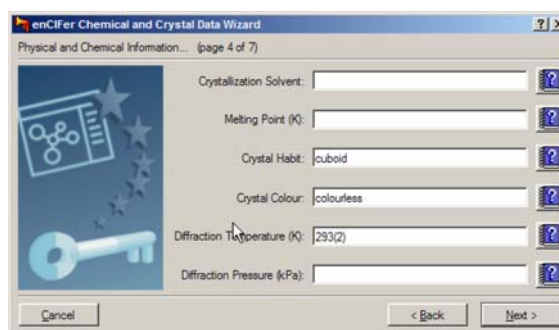 enCIFer Chemical and Crystal Data Wizard
Physical and Chemical Information... (page 4 of 7)
Crystallization Solvent:
Melting Point (K):
Crystal Habit: cuboid
Crystal Colour: colourless
Diffraction Temperature (K): 293(2)
Diffraction Pressure (kPa):
Cancel < Back Next >